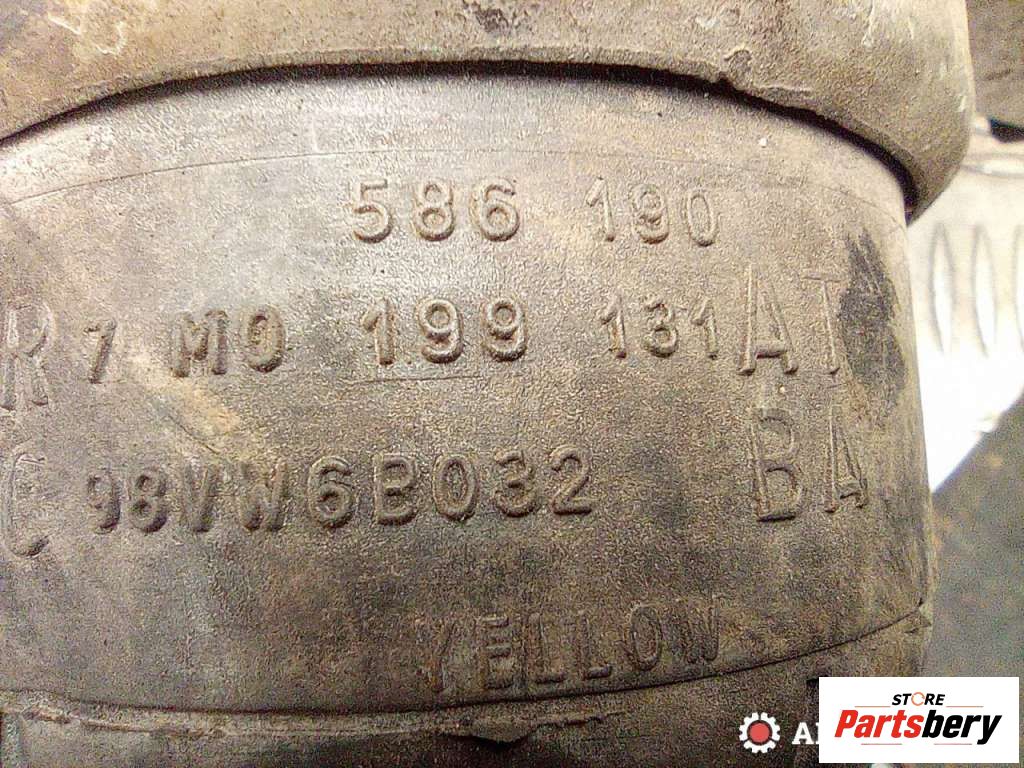 586 190
R 7 M0 199 131 AT
C 98VW6B032 BA
YELLOW
STORE
Partsbery